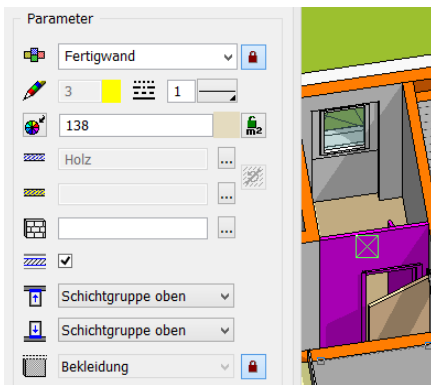 Parameter
Fertigwand
3 1
138 m2
Holz ...
...
...
Schichtgruppe oben
Schichtgruppe oben
Bekleidung